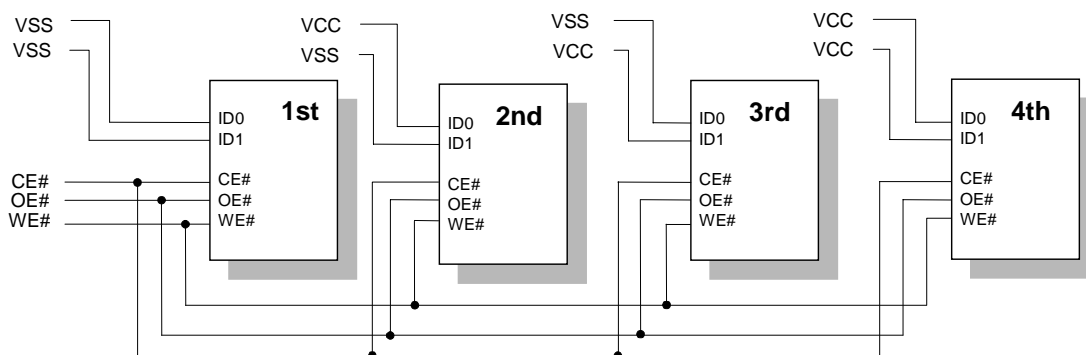 VSS
VSS
VCC
VSS
VSS
VCC
VCC
VCC
1st
ID0
ID1
CE#
OE#
WE#
2nd
ID0
ID1
CE#
OE#
WE#
3rd
ID0
ID1
CE#
OE#
WE#
4th
ID0
ID1
CE#
OE#
WE#
CE#
OE#
WE#